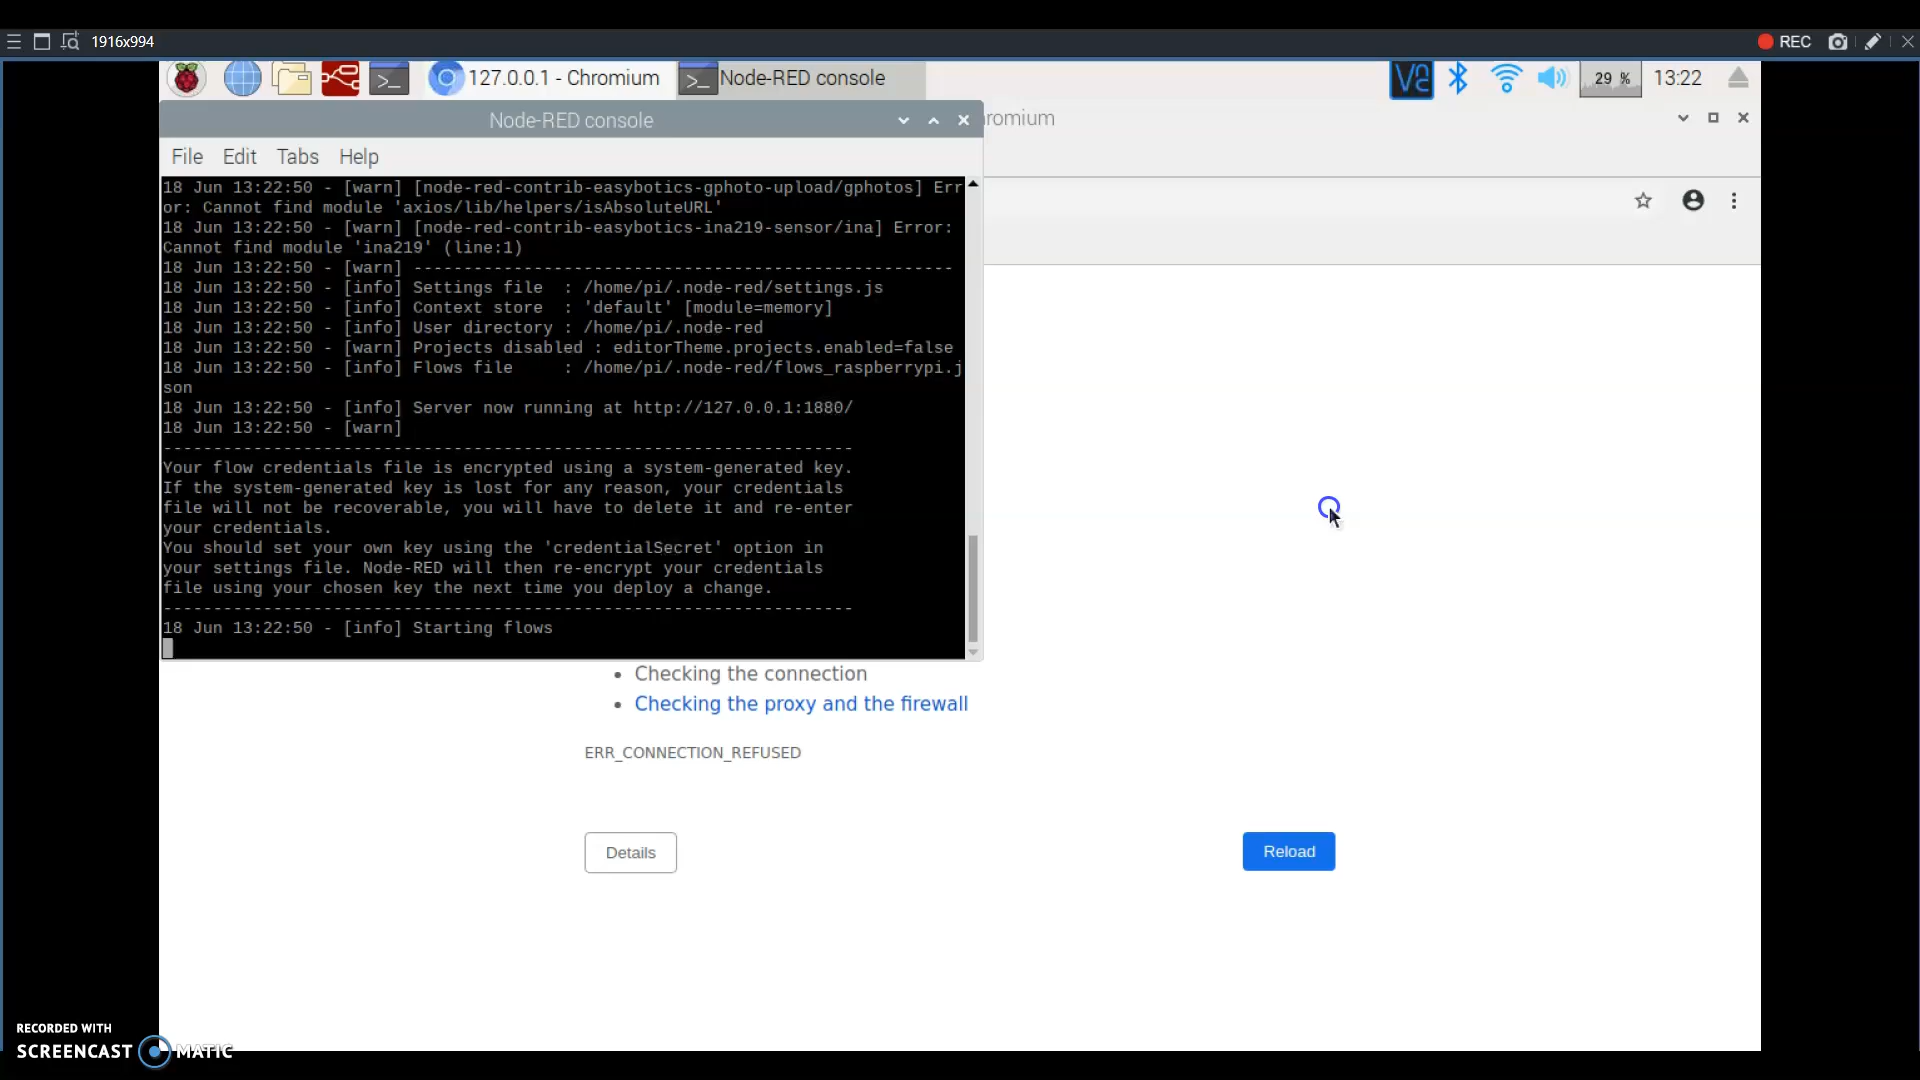 1916x994
REC
127.0.0.1 - Chromium
Node-RED console
29 %
13:22
Node-RED console
romium
File Edit Tabs Help
18 Jun 13:22:50 - [warn] [node-red-contrib-easybotics-gphoto-upload/gphotos] Err
or: Cannot find module 'axios/lib/helpers/isAbsoluteURL'
18 Jun 13:22:50 - [warn] [node-red-contrib-easybotics-ina219-sensor/ina] Error:
Cannot find module 'ina219' (line:1)
18 Jun 13:22:50 - [warn] ------------------------------------------------------
18 Jun 13:22:50 - [info] Settings file  : /home/pi/.node-red/settings.js
18 Jun 13:22:50 - [info] Context store  : 'default' [module=memory]
18 Jun 13:22:50 - [info] User directory : /home/pi/.node-red
18 Jun 13:22:50 - [warn] Projects disabled : editorTheme.projects.enabled=false
18 Jun 13:22:50 - [info] Flows file     : /home/pi/.node-red/flows_raspberrypi.j
son
18 Jun 13:22:50 - [info] Server now running at http://127.0.0.1:1880/
18 Jun 13:22:50 - [warn]
---------------------------------------------------------------------
Your flow credentials file is encrypted using a system-generated key.
If the system-generated key is lost for any reason, your credentials
file will not be recoverable, you will have to delete it and re-enter
your credentials.
You should set your own key using the 'credentialSecret' option in
your settings file. Node-RED will then re-encrypt your credentials
file using your chosen key the next time you deploy a change.
---------------------------------------------------------------------
18 Jun 13:22:50 - [info] Starting flows
• Checking the connection
• Checking the proxy and the firewall
ERR_CONNECTION_REFUSED
Details
Reload
RECORDED WITH
SCREENCAST MATIC